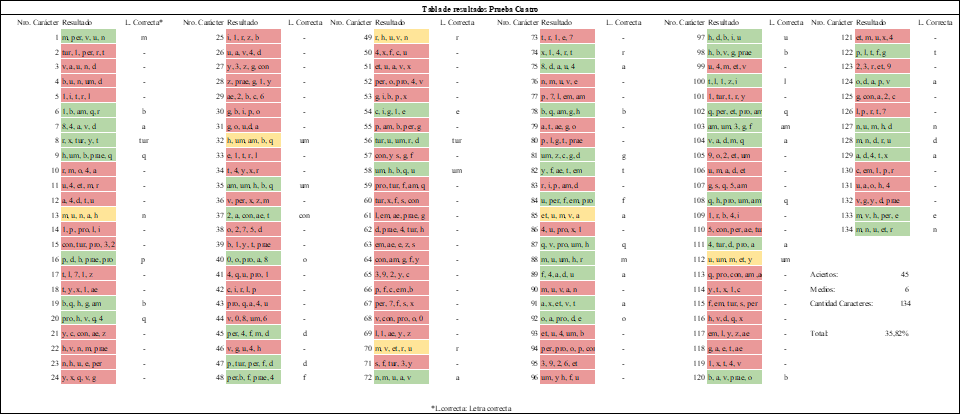 Tabla de resultados Prueba Cuatro
Nro. Carácter Resultado L. Correcta* Nro. Carácter Resultado L. Correcta Nro. Carácter Resultado L. Correcta Nro. Carácter Resultado L. Correcta Nro. Carácter Resultado L. Correcta Nro. Carácter Resultado L. Correcta
1 m, per, v, u, n m 25 i, l, r, z, b - 49 r, h, u, v, n r 73 t, r, 1, e, 7 - 97 h, d, b, i, u u 121 et, m, u, x, 4 -
2 tur, 1, per, r, t - 26 u, a, v, 4, d - 50 4, x, f, c, u - 74 x, 1, 4, r, t r 98 h, b, v, g, prae b 122 p, l, t, f, g t
3 v, a, u, n, d - 27 y, 3, z, g, con - 51 et, u, a, v, x - 75 8, d, a, u, 4 a 99 u, 4, m, et, v - 123 2, 3, r, et, 9 -
4 b, u, n, um, d - 28 z, prae, g, 1, y - 52 per, o, pro, 4, v - 76 n, m, u, v, e - 100 t, l, 1, z, i l 124 o, d, a, p, v a
5 1, i, t, r, l - 29 ae, 2, b, c, 6 - 53 g, i, b, p, x - 77 p, 7, l, em, am - 101 1, tur, t, r, y - 125 g, con, a, 2, c -
6 1, b, am, q, r b 30 g, b, i, p, o - 54 c, i, g, 1, e e 78 b, q, am, g, h b 102 q, per, et, pro, am q 126 l, p, r, t, 7 -
7 8, 4, a, v, d a 31 g, o, u,d, a - 55 p, am, b, per, g - 79 a, t, ae, g, o - 103 am, um, 3, g, f am 127 n, u, m, h, d n
8 r, x, tur, y, t tur 32 h, um, am, b, q um 56 tur, u, um, r, d tur 80 p, l, g, t, prae - 104 v, a, d, m, q a 128 m, n, d, r, u d
9 h, um, b, prae, q q 33 e, 1, t, r, l - 57 con, y, s, g, f - 81 um, z, c, g, d g 105 9, o, 2, et, um - 129 a, d, 4, t, x a
10 r, m, o, 4, a - 34 t, 4, y, x, r - 58 um, h, b, q, u um 82 y, f, ae, t, em t 106 u, m, a, d, et - 130 c, em, 1, p, r -
11 u, 4, et, m, r - 35 am, um, h, b, q um 59 pro, tur, f, am, q - 83 r, i, p, am, d - 107 g, s, q, 5, am - 131 u, a, o, h, 4 -
12 a, 4, d, t, u - 36 v, per, x, z, m - 60 tur, x, f, s, con - 84 u, per, f, em, pro f 108 q, h, pro, um, am q 132 v, g, y, d, prae -
13 m, u, n, a, h n 37 2, a, con, ae, t con 61 l, em, ae, prae, g - 85 et, u, m, v, a a 109 1, r, b, 4, i - 133 m, v, h, per, e e
14 1, p, pro, l, i - 38 o, 2, 7, 5, d - 62 d, prae, 4, tur, h - 86 4, u, pro, x, 1 - 110 5, con, per, ae, tu - 134 m, n, u, et, r n
15 con, tur, pro, 3, 2 - 39 b, 1, y, t, prae - 63 em, ae, e, z, s - 87 q, v, pro, um, h q 111 4, tur, d, pro, a a
16 p, d, b, prae, pro p 40 0, o, pro, a, 8 o 64 con, am, g, f, y - 88 m, u, um, h, r m 112 u, um, m, et, y um
17 t, l, 7, 1, z - 41 4, q, u, pro, 1 - 65 3, 9, 2, y, c - 89 f, 4, a, d, u a 113 q, pro, con, am ,a - Aciertos: 45
18 t, y, x, 1, ae - 42 c, i, r, l, p - 66 p, f, c, em, b - 90 m, u, v, a, n - 114 y, t, x, 1, c - Medios: 6
19 b, q, h, g, am b 43 pro, q, a, 4, u - 67 per, 7, f, s, x - 91 a, x, et, v, t a 115 f, em, tur, s, per - Cantidad Caracteres: 134
20 pro, h, v, q, 4 q 44 v, 0, 8, um, 6 - 68 v, con, pro, o, 0 - 92 o, a, pro, d, e o 116 h, v, d, q, x -
21 y, c, con, ae, z - 45 per, 4, f, m, d d 69 l, 1, ae, y, z - 93 et, u, 4, um, b - 117 em, l, y, z, ae - Total: 35,82%
22 h, v, n, m, prae - 46 v, g, u, 4, h - 70 m, v, et, r, u r 94 per, pro, o, p, con - 118 g, a, e, t, ae -
23 n, h, u, e, per - 47 p, tur, per, f, d d 71 s, f, tur, 3, y - 95 3, 9, 2, 6, et - 119 1, x, t, 4, v -
24 y, x, q, v, g - 48 per, b, f, prae, 4 f 72 n, m, u, a, v a 96 um, y, h, f, u - 120 b, a, v, prae, o b
*L.correcta: Letra correcta